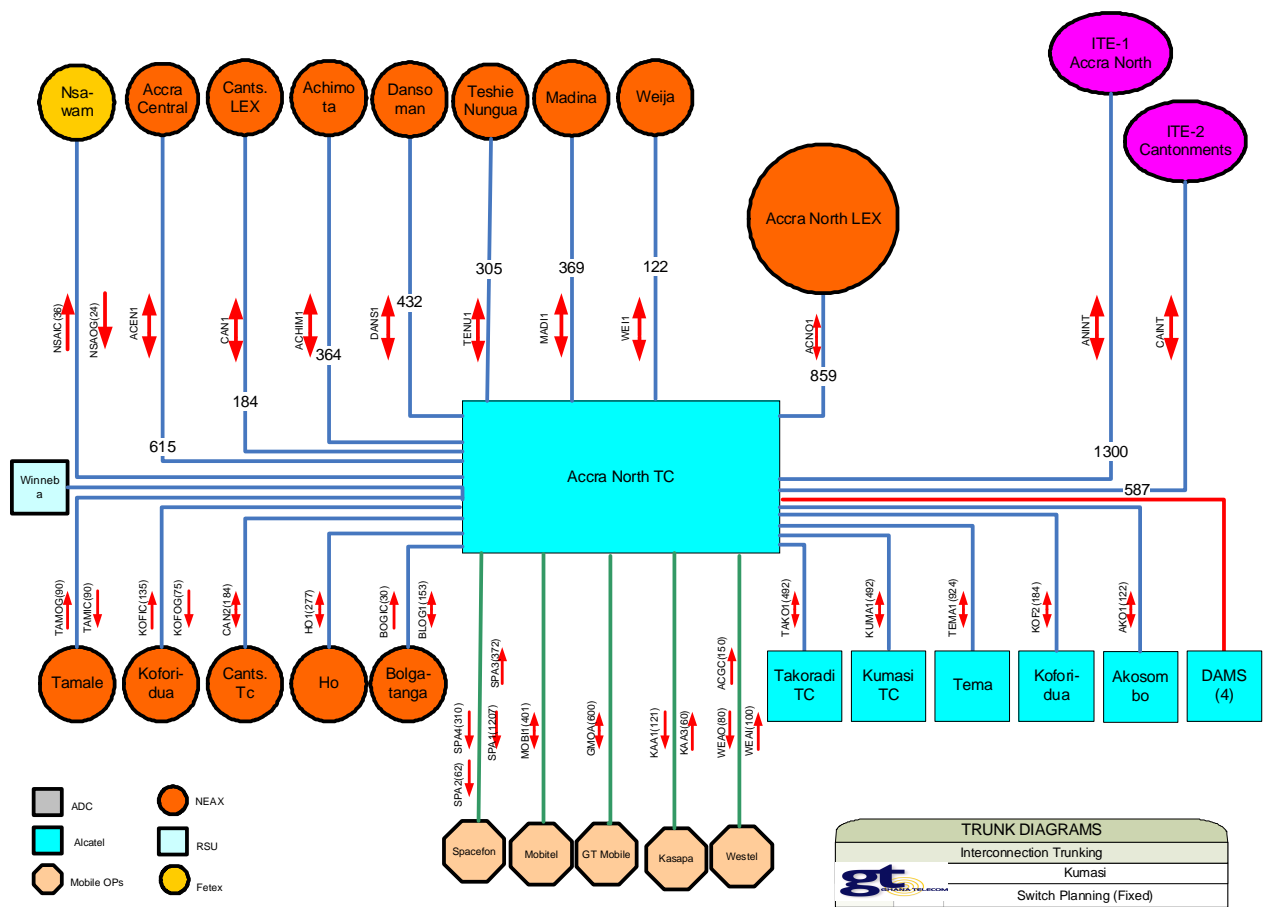 ITE-1
Accra North
Nsa-
wam
Accra
Central
Cants.
LEX
Achimo
ta
Danso
man
Teshie
Nungua
Madina
Weija
ITE-2
Cantonments
Accra North LEX
305
369
122
432
NSAIC(36)
NSAOG(24)
ACEN1
CAN1
ACHIM1
DANS1
TENU1
MADI1
WEI1
ACNQ1
ANINT
CAINT
364
859
184
615
1300
587
Winneb
a
Accra North TC
TAMOG(90)
TAMIC(90)
KOFIC(135)
KOFOG(75)
CAN2(184)
HO1(277)
BOGIC(30)
BLOG1(153)
TAKO1(492)
KUMA1(492)
TEMA1(924)
KOF2(184)
AKO1(122)
Tamale
Kofori-
dua
Cants.
Tc
Ho
Bolga-
tanga
Takoradi
TC
Kumasi
TC
Tema
Kofori-
dua
Akosom
bo
DAMS
(4)
SPA3(372)
ACGC(150)
SPA4(310)
SPA1(1207)
SPA2(62)
MOBI1(401)
GMOA(600)
KAA1(121)
KAA3(60)
WEAO(80)
WEAI(100)
Spacefon
Mobitel
GT Mobile
Kasapa
Westel
ADC
NEAX
Alcatel
RSU
Mobile OPs
Fetex
TRUNK DIAGRAMS
Interconnection Trunking
Kumasi
Switch Planning (Fixed)
gt
GHANA TELECOM